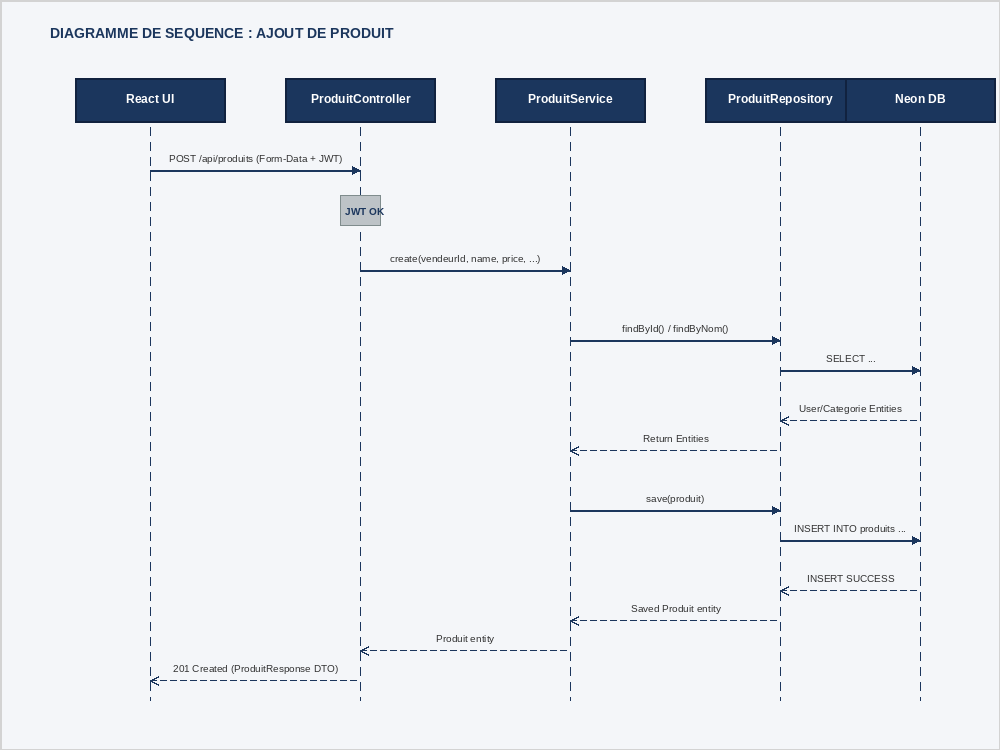 DIAGRAMME DE SEQUENCE : AJOUT DE PRODUIT
React UI
ProduitController
ProduitService
ProduitRepository
Neon DB
POST /api/produits (Form-Data + JWT)
JWT OK
create(vendeurId, name, price, ...)
findById() / findByNom()
SELECT ...
User/Categorie Entities
Return Entities
save(produit)
INSERT INTO produits ...
INSERT SUCCESS
Saved Produit entity
Produit entity
201 Created (ProduitResponse DTO)